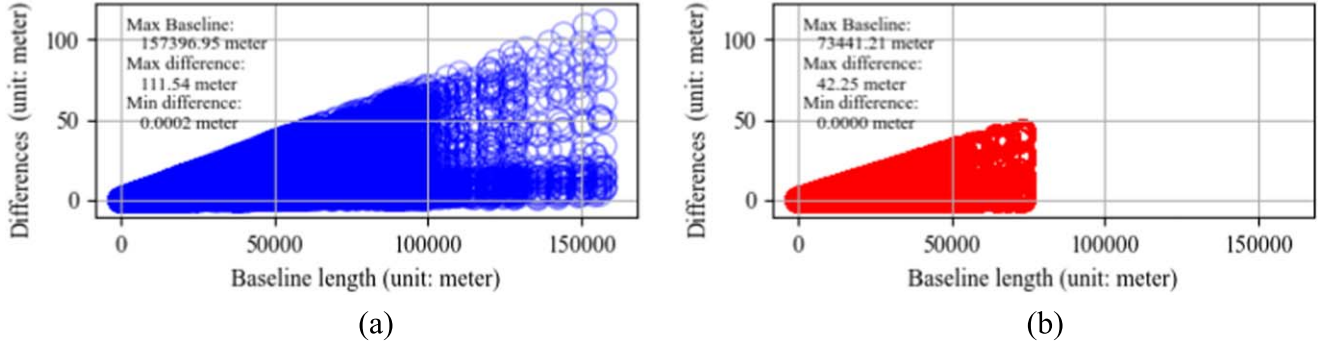 Differences (unit: meter)
100
50
0
Max Baseline:
157396.95 meter
Max difference:
111.54 meter
Min difference:
0.0002 meter
0 50000 100000 150000
Baseline length (unit: meter)
(a)
Differences (unit: meter)
100
50
0
Max Baseline:
73441.21 meter
Max difference:
42.25 meter
Min difference:
0.0000 meter
0 50000 100000 150000
Baseline length (unit: meter)
(b)